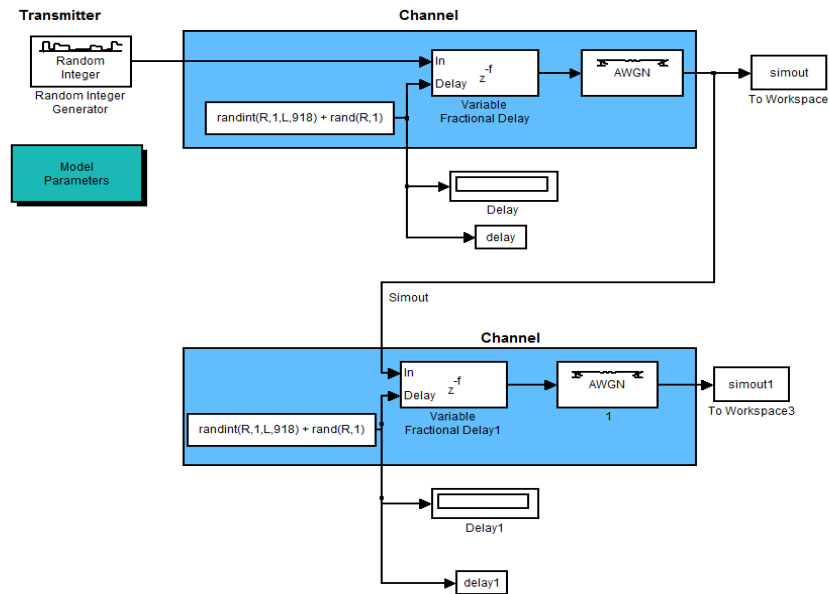 Transmitter
Channel
Random
Integer
Random Integer
Generator
In
Delay
z-f
Variable
Fractional Delay
AWGN
simout
To Workspace
randint(R,1,L,918) + rand(R,1)
Model
Parameters
Delay
delay
Simout
Channel
In
Delay
z-f
Variable
Fractional Delay1
AWGN
1
simout1
To Workspace3
randint(R,1,L,918) + rand(R,1)
Delay1
delay1